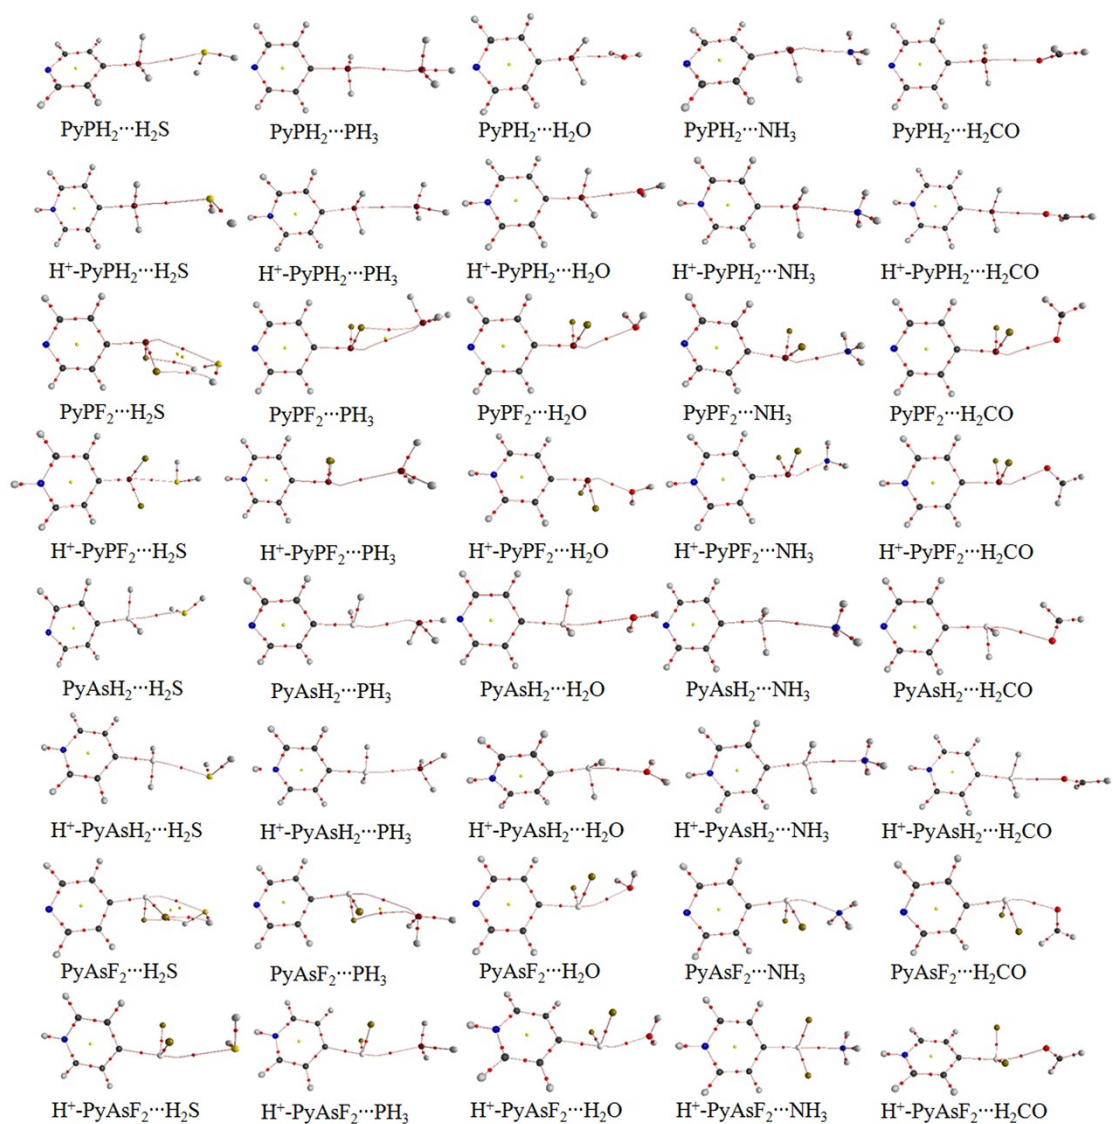 PyPH₂···H₂S PyPH₂···PH₃ PyPH₂···H₂O PyPH₂···NH₃ PyPH₂···H₂CO
H⁺-PyPH₂···H₂S H⁺-PyPH₂···PH₃ H⁺-PyPH₂···H₂O H⁺-PyPH₂···NH₃ H⁺-PyPH₂···H₂CO
PyPF₂···H₂S PyPF₂···PH₃ PyPF₂···H₂O PyPF₂···NH₃ PyPF₂···H₂CO
H⁺-PyPF₂···H₂S H⁺-PyPF₂···PH₃ H⁺-PyPF₂···H₂O H⁺-PyPF₂···NH₃ H⁺-PyPF₂···H₂CO
PyAsH₂···H₂S PyAsH₂···PH₃ PyAsH₂···H₂O PyAsH₂···NH₃ PyAsH₂···H₂CO
H⁺-PyAsH₂···H₂S H⁺-PyAsH₂···PH₃ H⁺-PyAsH₂···H₂O H⁺-PyAsH₂···NH₃ H⁺-PyAsH₂···H₂CO
PyAsF₂···H₂S PyAsF₂···PH₃ PyAsF₂···H₂O PyAsF₂···NH₃ PyAsF₂···H₂CO
H⁺-PyAsF₂···H₂S H⁺-PyAsF₂···PH₃ H⁺-PyAsF₂···H₂O H⁺-PyAsF₂···NH₃ H⁺-PyAsF₂···H₂CO